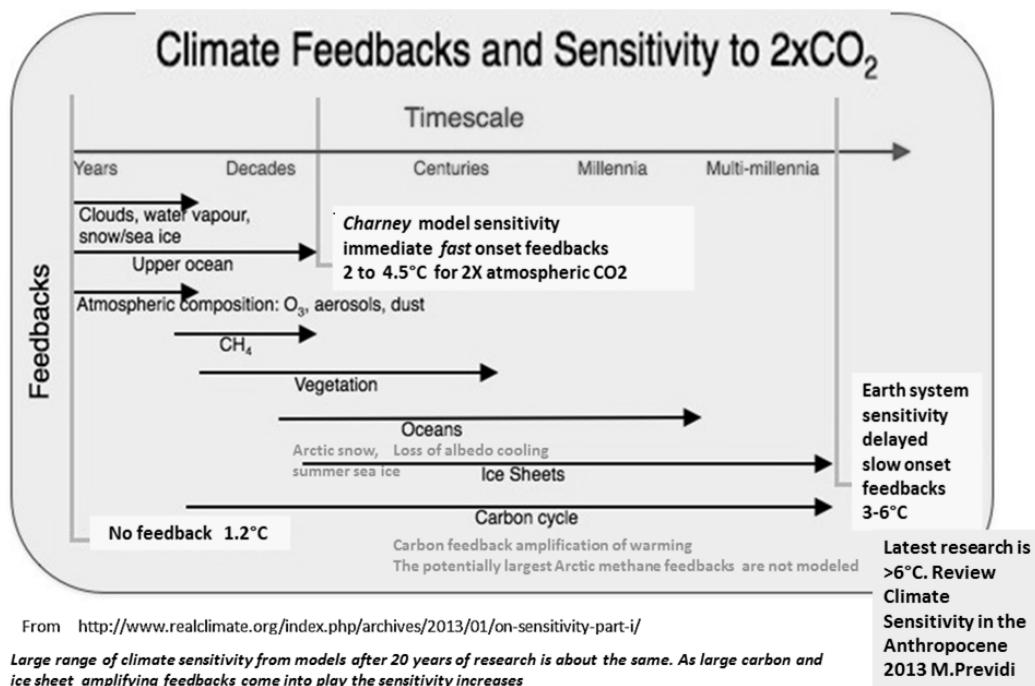 Climate Feedbacks and Sensitivity to 2xCO₂
Timescale
Years Decades Centuries Millennia Multi-millennia
Feedbacks
Clouds, water vapour,
snow/sea ice
Upper ocean
Charney model sensitivity
immediate fast onset feedbacks
2 to 4.5°C for 2X atmospheric CO2
Atmospheric composition: O₃, aerosols, dust
CH₄
Vegetation
Oceans
Arctic snow, Loss of albedo cooling
summer sea ice
Ice Sheets
Carbon cycle
Earth system
sensitivity
delayed
slow onset
feedbacks
3-6°C
No feedback 1.2°C
Carbon feedback amplification of warming
The potentially largest Arctic methane feedbacks are not modeled
Latest research is
>6°C. Review
Climate
Sensitivity in the
Anthropocene
2013 M.Previdi
From http://www.realclimate.org/index.php/archives/2013/01/on-sensitivity-part-i/
Large range of climate sensitivity from models after 20 years of research is about the same. As large carbon and
ice sheet amplifying feedbacks come into play the sensitivity increases